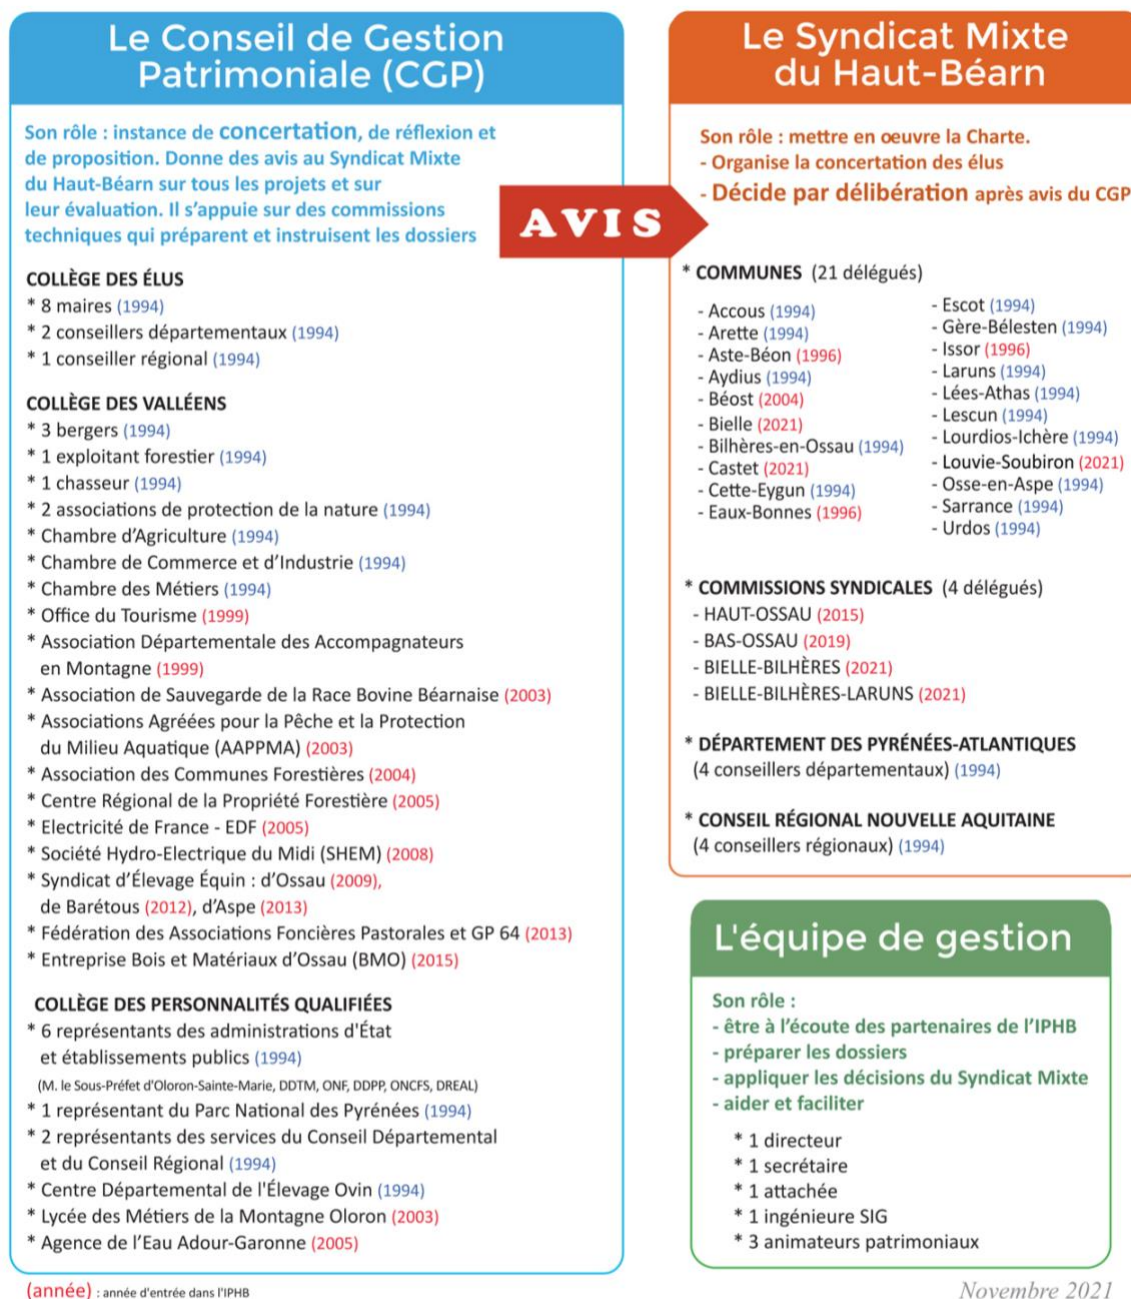 Le Conseil de Gestion
Patrimoniale (CGP)
Son rôle : instance de concertation, de réflexion et
de proposition. Donne des avis au Syndicat Mixte
du Haut-Béarn sur tous les projets et sur
leur évaluation. Il s'appuie sur des commissions
techniques qui préparent et instruisent les dossiers
COLLÈGE DES ÉLUS
* 8 maires (1994)
* 2 conseillers départementaux (1994)
* 1 conseiller régional (1994)
COLLÈGE DES VALLÉENS
* 3 bergers (1994)
* 1 exploitant forestier (1994)
* 1 chasseur (1994)
* 2 associations de protection de la nature (1994)
* Chambre d'Agriculture (1994)
* Chambre de Commerce et d'Industrie (1994)
* Chambre des Métiers (1994)
* Office du Tourisme (1999)
* Association Départementale des Accompagnateurs
en Montagne (1999)
* Association de Sauvegarde de la Race Bovine Béarnaise (2003)
* Associations Agréées pour la Pêche et la Protection
du Milieu Aquatique (AAPPMA) (2003)
* Association des Communes Forestières (2004)
* Centre Régional de la Propriété Forestière (2005)
* Electricité de France - EDF (2005)
* Société Hydro-Electrique du Midi (SHEM) (2008)
* Syndicat d'Élevage Équin : d'Ossau (2009),
de Barétous (2012), d'Aspe (2013)
* Fédération des Associations Foncières Pastorales et GP 64 (2013)
* Entreprise Bois et Matériaux d'Ossau (BMO) (2015)
COLLÈGE DES PERSONNALITÉS QUALIFIÉES
* 6 représentants des administrations d'État
et établissements publics (1994)
(M. le Sous-Préfet d'Oloron-Sainte-Marie, DDTM, ONF, DDPP, ONCFS, DREAL)
* 1 représentant du Parc National des Pyrénées (1994)
* 2 représentants des services du Conseil Départemental
et du Conseil Régional (1994)
* Centre Départemental de l'Élevage Ovin (1994)
* Lycée des Métiers de la Montagne Oloron (2003)
* Agence de l'Eau Adour-Garonne (2005)
(année) : année d'entrée dans l'IPHB
AVIS
Le Syndicat Mixte
du Haut-Béarn
Son rôle : mettre en oeuvre la Charte.
- Organise la concertation des élus
- Décide par délibération après avis du CGP
* COMMUNES (21 délégués)
- Accous (1994)
- Arette (1994)
- Aste-Béon (1996)
- Aydius (1994)
- Béost (2004)
- Bielle (2021)
- Bilhères-en-Ossau (1994)
- Castet (2021)
- Cette-Eygun (1994)
- Eaux-Bonnes (1996)
- Escot (1994)
- Gère-Bélesten (1994)
- Issor (1996)
- Laruns (1994)
- Lées-Athas (1994)
- Lescun (1994)
- Lourdios-Ichère (1994)
- Louvie-Soubiron (2021)
- Osse-en-Aspe (1994)
- Sarrance (1994)
- Urdos (1994)
* COMMISSIONS SYNDICALES (4 délégués)
- HAUT-OSSAU (2015)
- BAS-OSSAU (2019)
- BIELLE-BILHÈRES (2021)
- BIELLE-BILHÈRES-LARUNS (2021)
* DÉPARTEMENT DES PYRÉNÉES-ATLANTIQUES
(4 conseillers départementaux) (1994)
* CONSEIL RÉGIONAL NOUVELLE AQUITAINE
(4 conseillers régionaux) (1994)
L'équipe de gestion
Son rôle :
- être à l'écoute des partenaires de l'IPHB
- préparer les dossiers
- appliquer les décisions du Syndicat Mixte
- aider et faciliter
* 1 directeur
* 1 secrétaire
* 1 attachée
* 1 ingénieure SIG
* 3 animateurs patrimoniaux
Novembre 2021